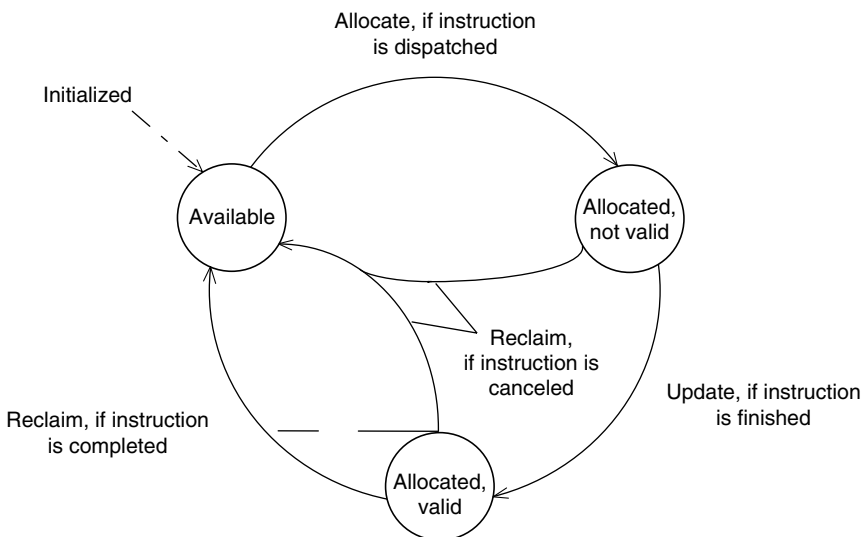 Allocate, if instruction
is dispatched
Initialized
Available
Allocated,
not valid
Reclaim,
if instruction is
canceled
Update, if instruction
is finished
Reclaim, if instruction
is completed
Allocated,
valid